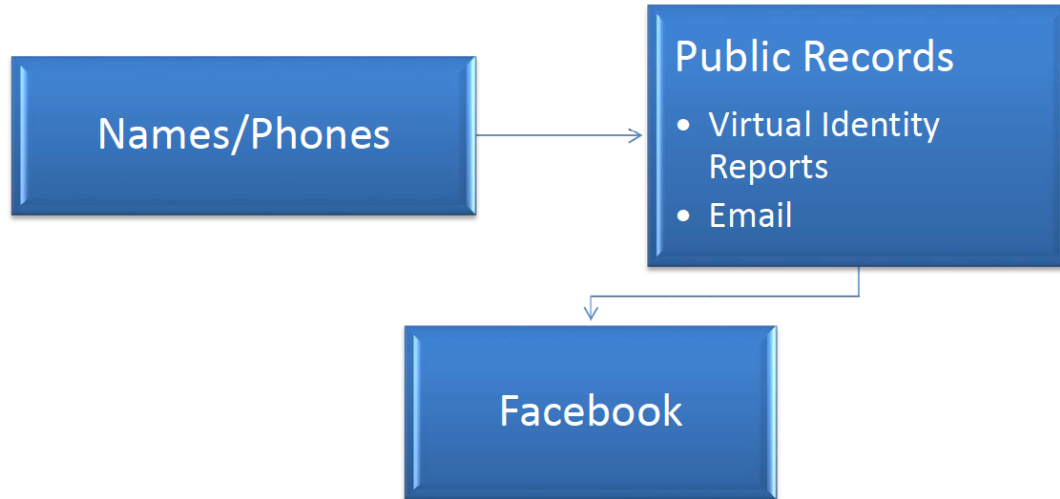 Names/Phones
Public Records
• Virtual Identity
Reports
• Email
Facebook